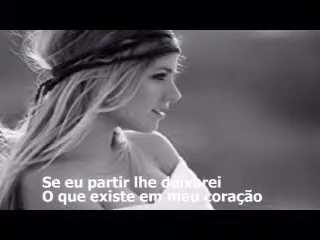 Se eu partir lhe deixarei
O que existe em meu coração